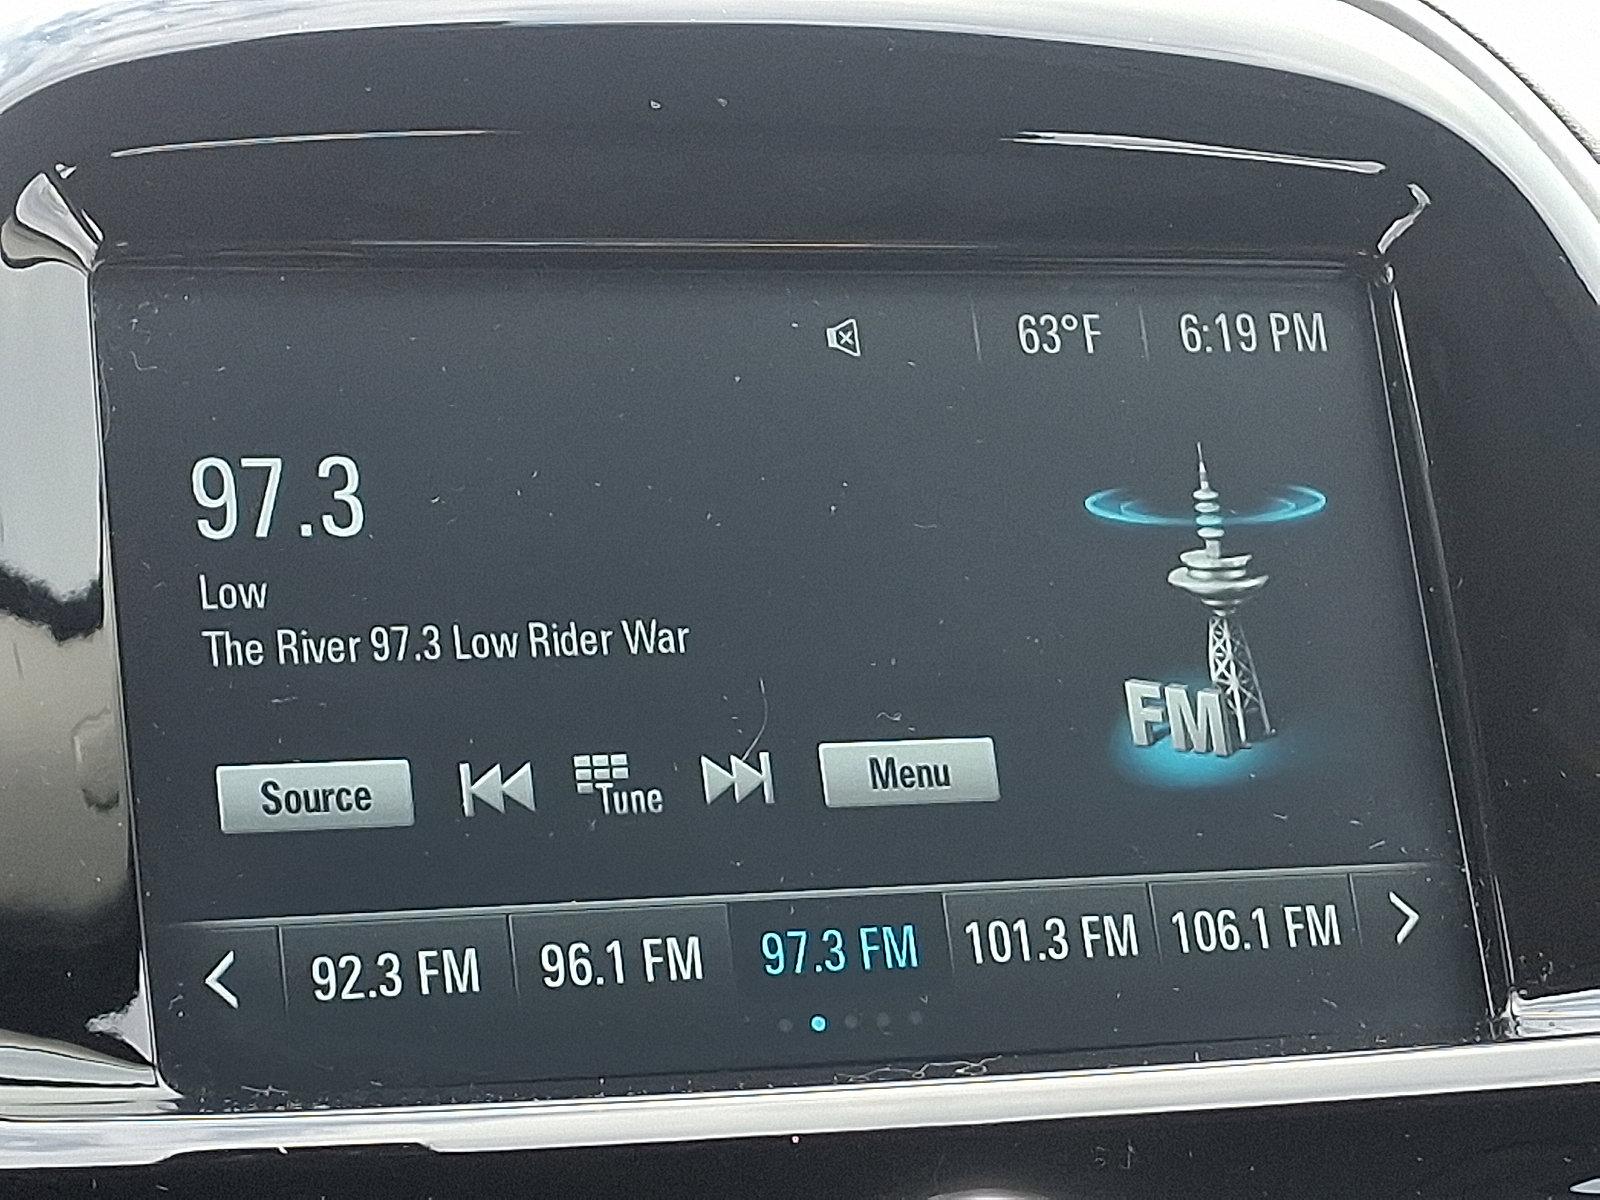 63°F 6:19 PM
97.3
Low
The River 97.3 Low Rider War
FM
Source Tune Menu
92.3 FM 96.1 FM 97.3 FM 101.3 FM 106.1 FM